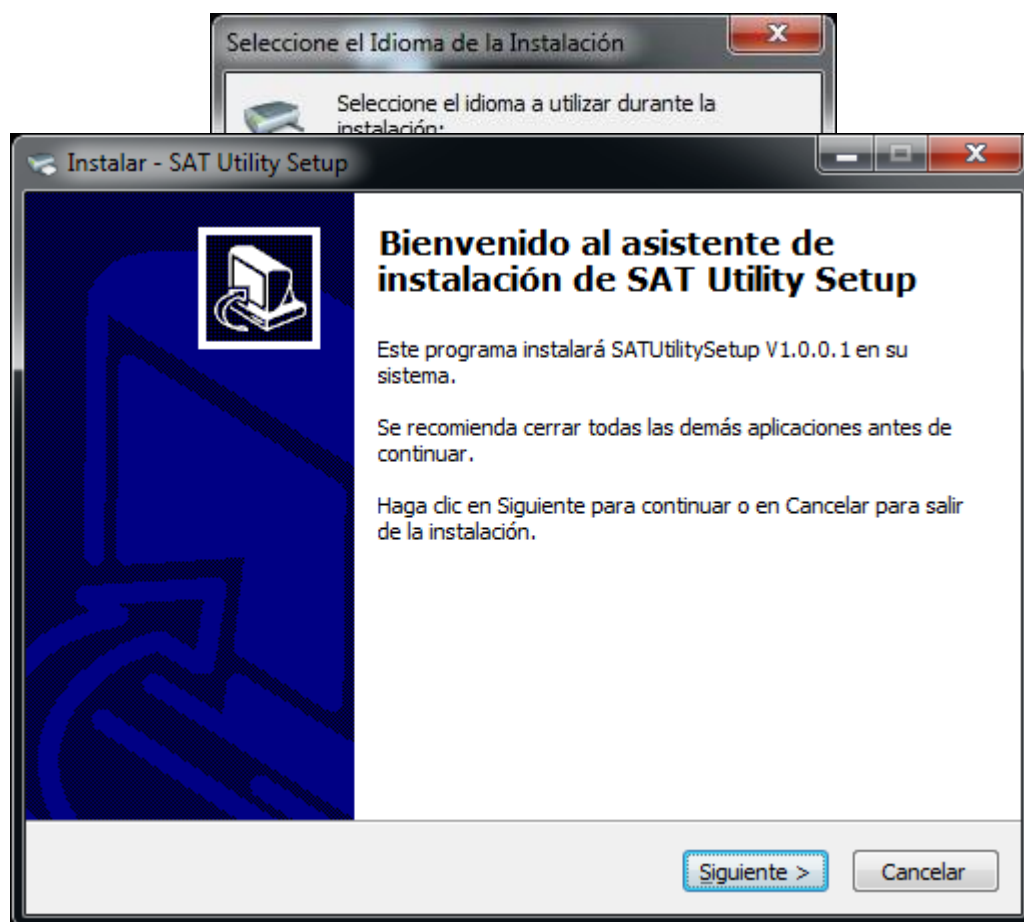 Seleccione el Idioma de la Instalación
Seleccione el idioma a utilizar durante la
instalación:
Instalar - SAT Utility Setup
Bienvenido al asistente de
instalación de SAT Utility Setup
Este programa instalará SATUtilitySetup V1.0.0.1 en su
sistema.
Se recomienda cerrar todas las demás aplicaciones antes de
continuar.
Haga clic en Siguiente para continuar o en Cancelar para salir
de la instalación.
Siguiente >
Cancelar